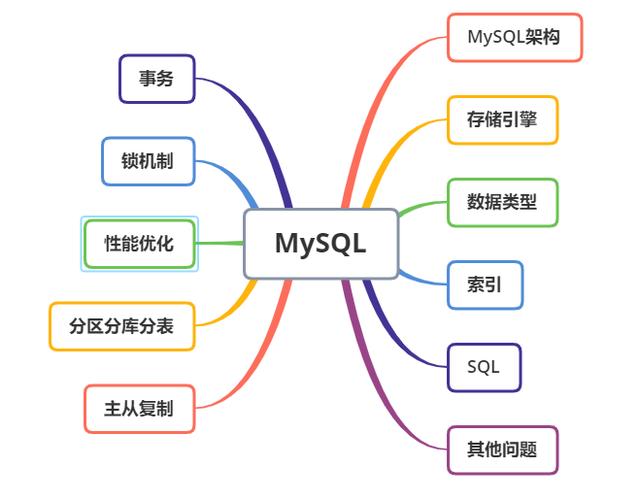 MySQL
MySQL架构
存储引擎
数据类型
索引
SQL
其他问题
事务
锁机制
性能优化
分区分库分表
主从复制